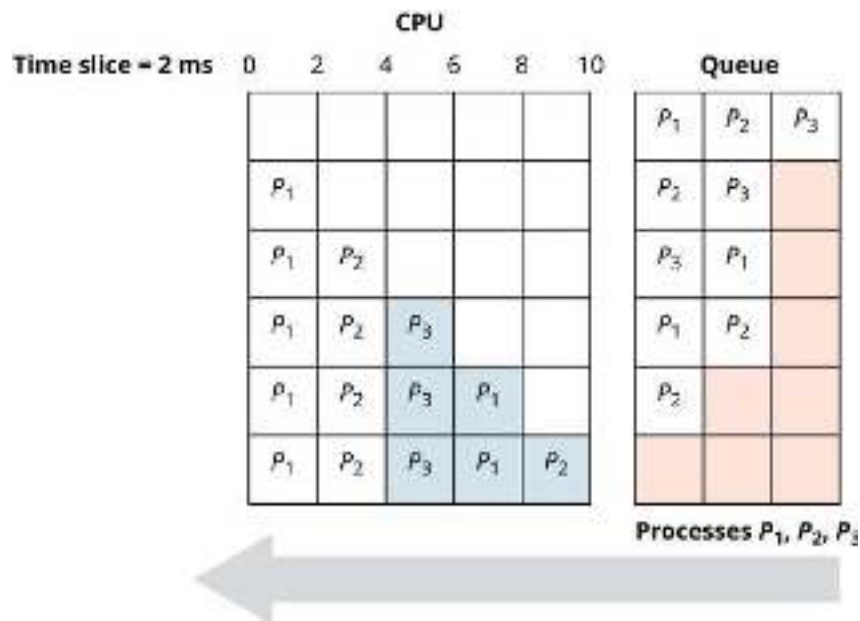 CPU
Time slice = 2 ms 0 2 4 6 8 10 Queue
P1 P2 P3
P1 P2 P3
P1 P2 P3 P1
P1 P2 P3 P1 P2
P1 P2 P3 P1 P2
P1 P2 P3 P1 P2
Processes P1, P2, P3